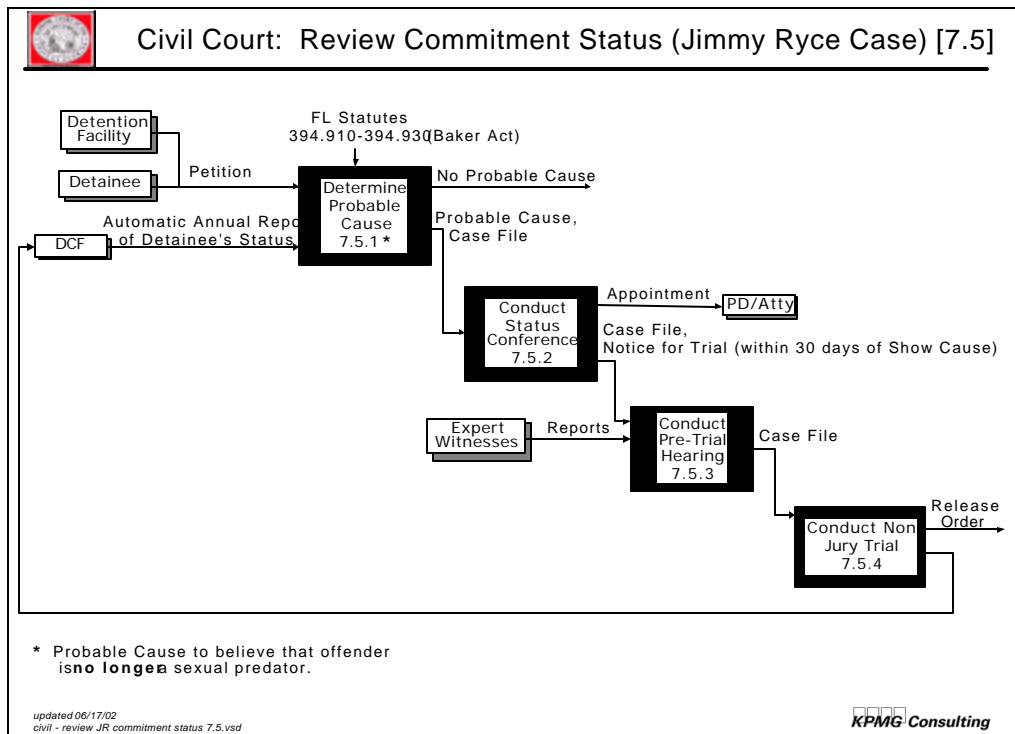 Civil Court: Review Commitment Status (Jimmy Ryce Case) [7.5]
FL Statutes
394.910-394.930(Baker Act)
Detention
Facility
Detainee
Petition
DCF
Automatic Annual Repo
of Detainee's Status
Determine
Probable
Cause
7.5.1 *
No Probable Cause
Probable Cause,
Case File
Conduct
Status
Conference
7.5.2
Appointment
PD/Atty
Case File,
Notice for Trial (within 30 days of Show Cause)
Expert
Witnesses
Reports
Conduct
Pre-Trial
Hearing
7.5.3
Case File
Conduct Non
Jury Trial
7.5.4
Release
Order
* Probable Cause to believe that offender
is no longer a sexual predator.
updated 06/17/02
civil - review JR commitment status 7.5.vsd
KPMG Consulting